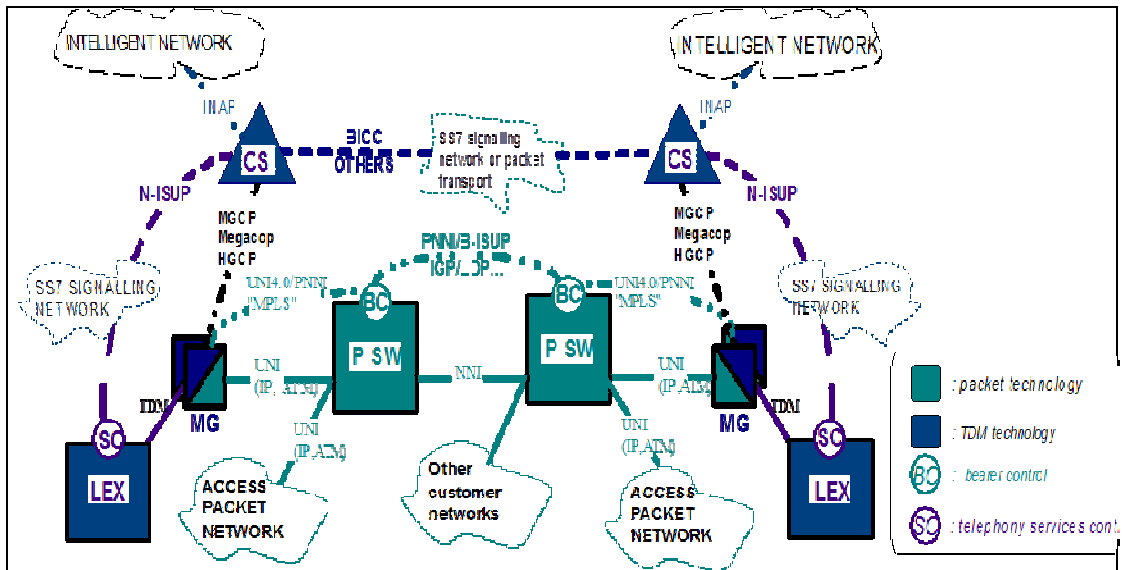 INTELLIGENT NETWORK
INTELLIGENT NETWORK
INAP
INAP
CS
BICC
OTHERS
SS7 signalling
network or packet
transport
CS
N-ISUP
N-ISUP
MGCP
Megacop
HGCP
MGCP
Megacop
HGCP
PNNI/B-ISUP
SS7 SIGNALLING
NETWORK
UNI4.0/PNNI
"MPLS"
BC
BC
UNI4.0/PNNI
"MPLS"
SS7 SIGNALLING
NETWORK
P SW
P SW
UNI
(IP, ATM)
NNI
UNI
(IP,ATM)
TDM
MG
MG
TDM
SC
SC
UNI
(IP,ATM)
UNI
(IP,ATM)
LEX
LEX
ACCESS
PACKET
NETWORK
Other
customer
networks
ACCESS
PACKET
NETWORK
: packet technology
: TDM technology
BC : bearer control
SC : telephony services cont.